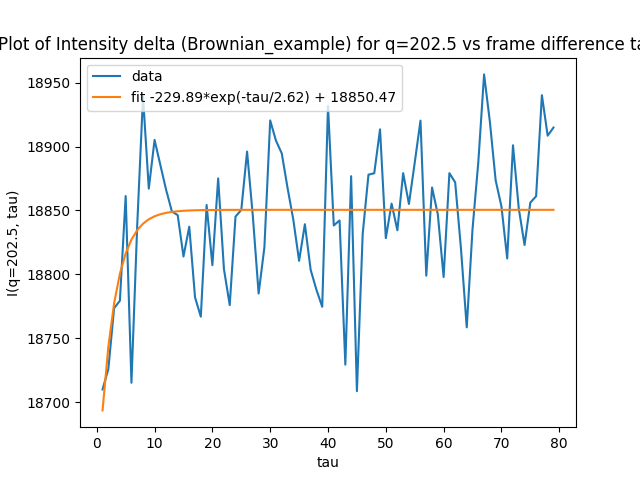 Plot of Intensity delta (Brownian_example) for q=202.5 vs frame difference ta
data
fit -229.89*exp(-tau/2.62) + 18850.47
I(q=202.5, tau)
18950
18900
18850
18800
18750
18700
0 10 20 30 40 50 60 70 80
tau